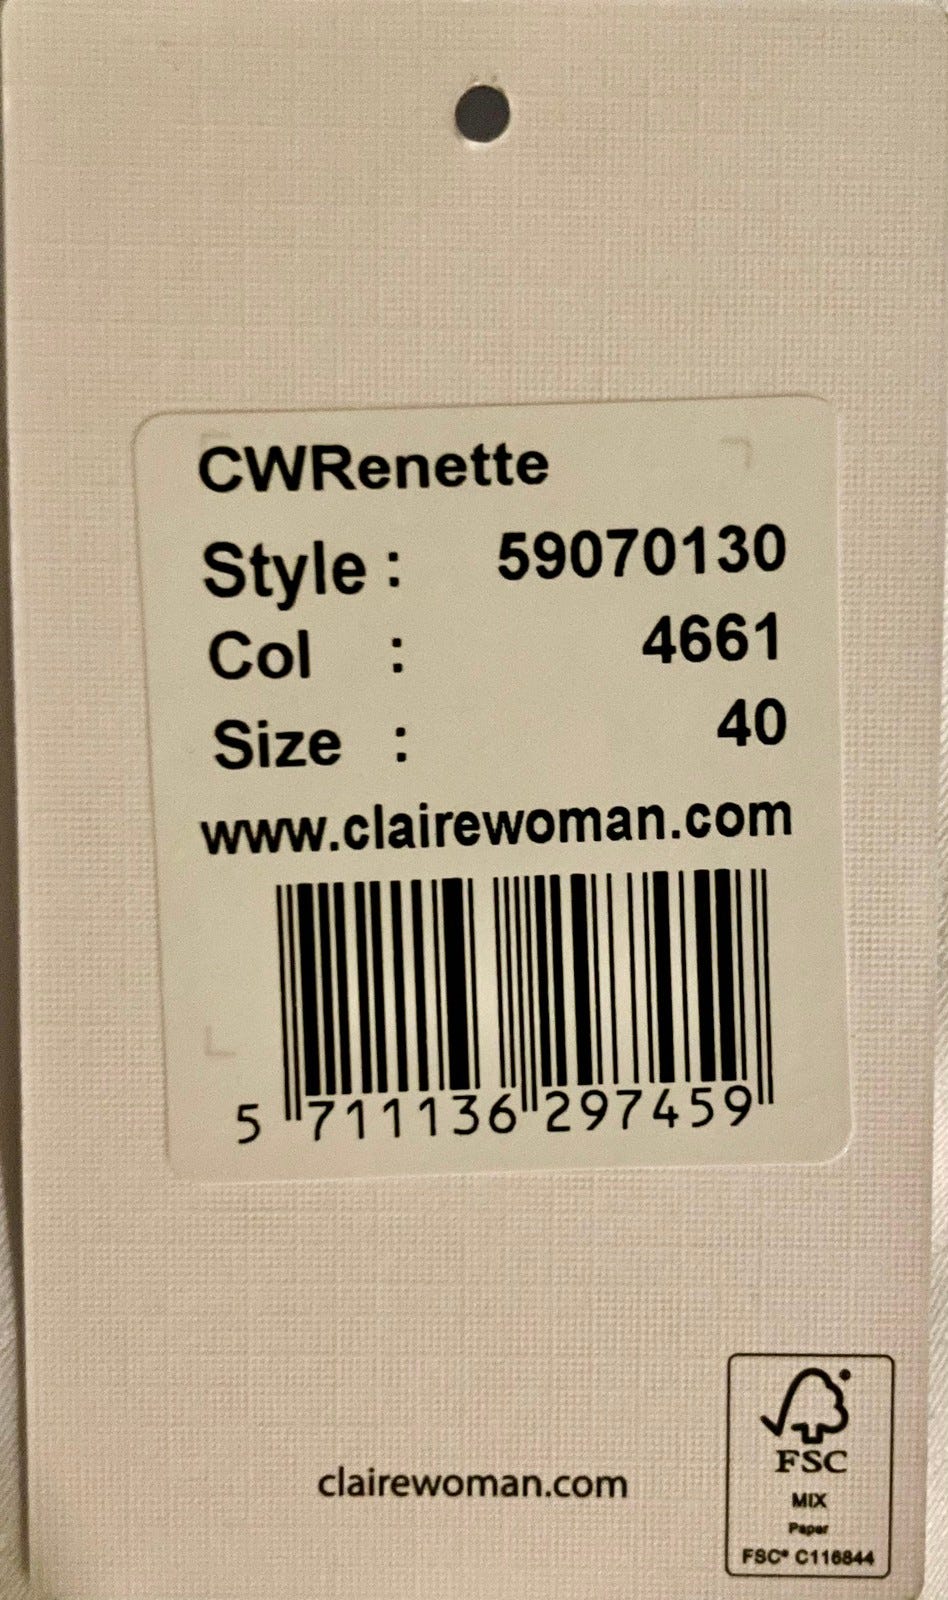 CWRenette
Style : 59070130
Col : 4661
Size : 40
www.clairewoman.com
5 711136 297459
clairewoman.com
FSC
MIX
Paper
FSC® C116844